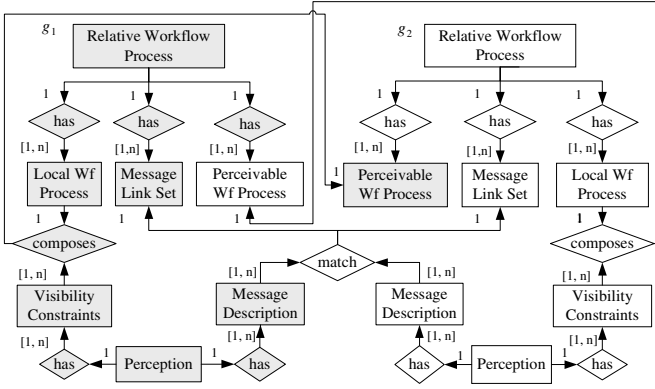 g1
g2
Relative Workflow
Process
Relative Workflow
Process
1
1
1
1
1
1
has
has
has
has
has
has
[1, n]
[1,n]
[1, n]
[1, n]
[1,n]
[1, n]
Local Wf
Process
Message
Link Set
Perceivable
Wf Process
1
Perceivable
Wf Process
Message
Link Set
Local Wf
Process
1
1
1
1
1
composes
composes
match
[1, n]
[1, n]
[1, n]
[1, n]
Visibility
Constraints
Message
Description
Message
Description
Visibility
Constraints
[1, n]
[1, n]
[1, n]
[1, n]
has
1
Perception
1
has
has
1
Perception
1
has